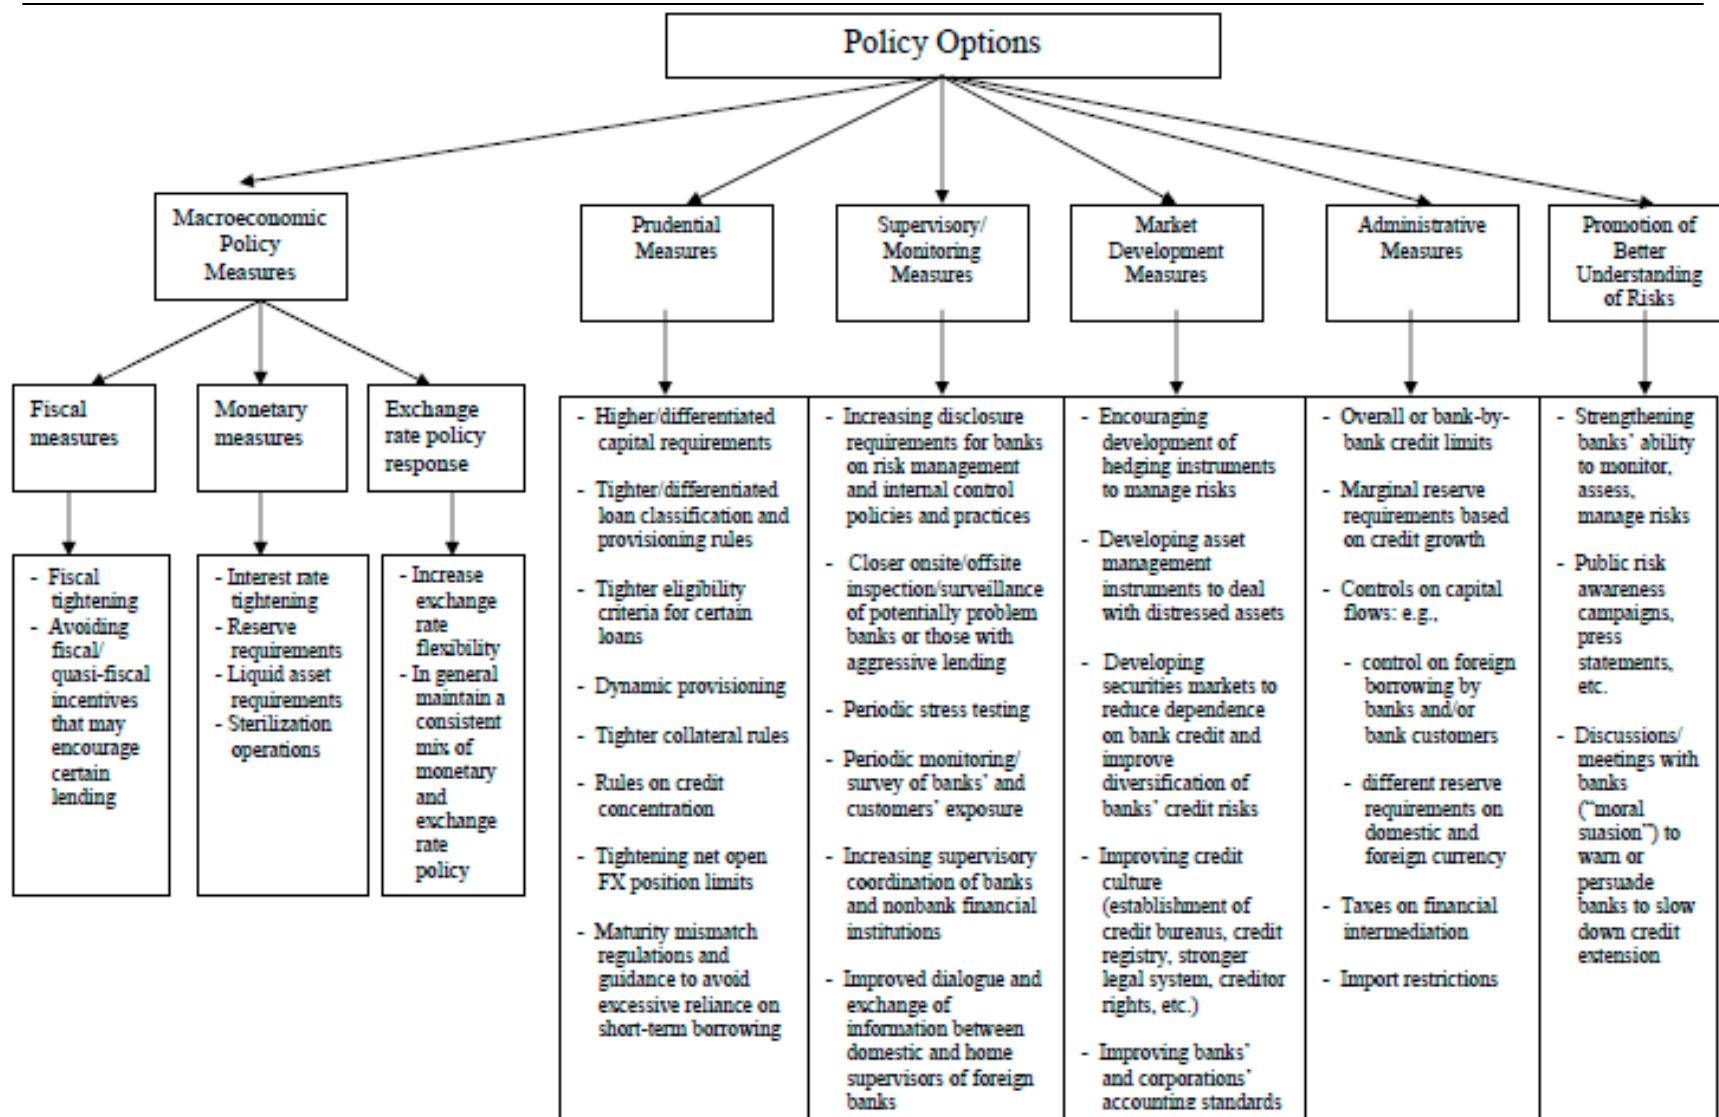 Policy Options
Macroeconomic
Policy
Measures
Prudential
Measures
Supervisory/
Monitoring
Measures
Market
Development
Measures
Administrative
Measures
Promotion of
Better
Understanding
of Risks
Fiscal
measures
Monetary
measures
Exchange
rate policy
response
- Fiscal
tightening
- Avoiding
fiscal/
quasi-fiscal
incentives
that may
encourage
certain
lending
- Interest rate
tightening
- Reserve
requirements
- Liquid asset
requirements
- Sterilization
operations
- Increase
exchange
rate
flexibility
- In general
maintain a
consistent
mix of
monetary
and
exchange
rate
policy
- Higher/differentiated
capital requirements
- Tighter/differentiated
loan classification and
provisioning rules
- Tighter eligibility
criteria for certain
loans
- Dynamic provisioning
- Tighter collateral rules
- Rules on credit
concentration
- Tightening net open
FX position limits
- Maturity mismatch
regulations and
guidance to avoid
excessive reliance on
short-term borrowing
- Increasing disclosure
requirements for banks
on risk management
and internal control
policies and practices
- Closer onsite/offsite
inspection/surveillance
of potentially problem
banks or those with
aggressive lending
- Periodic stress testing
- Periodic monitoring/
survey of banks’ and
customers’ exposure
- Increasing supervisory
coordination of banks
and nonbank financial
institutions
- Improved dialogue and
exchange of
information between
domestic and home
supervisors of foreign
banks
- Encouraging
development of
hedging instruments
to manage risks
- Developing asset
management
instruments to deal
with distressed assets
- Developing
securities markets to
reduce dependence
on bank credit and
improve
diversification of
banks’ credit risks
- Improving credit
culture
(establishment of
credit bureaus, credit
registry, stronger
legal system, creditor
rights, etc.)
- Improving banks’
and corporations’
accounting standards
- Overall or bank-by-
bank credit limits
- Marginal reserve
requirements based
on credit growth
- Controls on capital
flows: e.g.,
- control on foreign
borrowing by
banks and/or
bank customers
- different reserve
requirements on
domestic and
foreign currency
- Taxes on financial
intermediation
- Import restrictions
- Strengthening
banks’ ability
to monitor,
assess,
manage risks
- Public risk
awareness
campaigns,
press
statements,
etc.
- Discussions/
meetings with
banks
(“moral
suasion”) to
warn or
persuade
banks to slow
down credit
extension